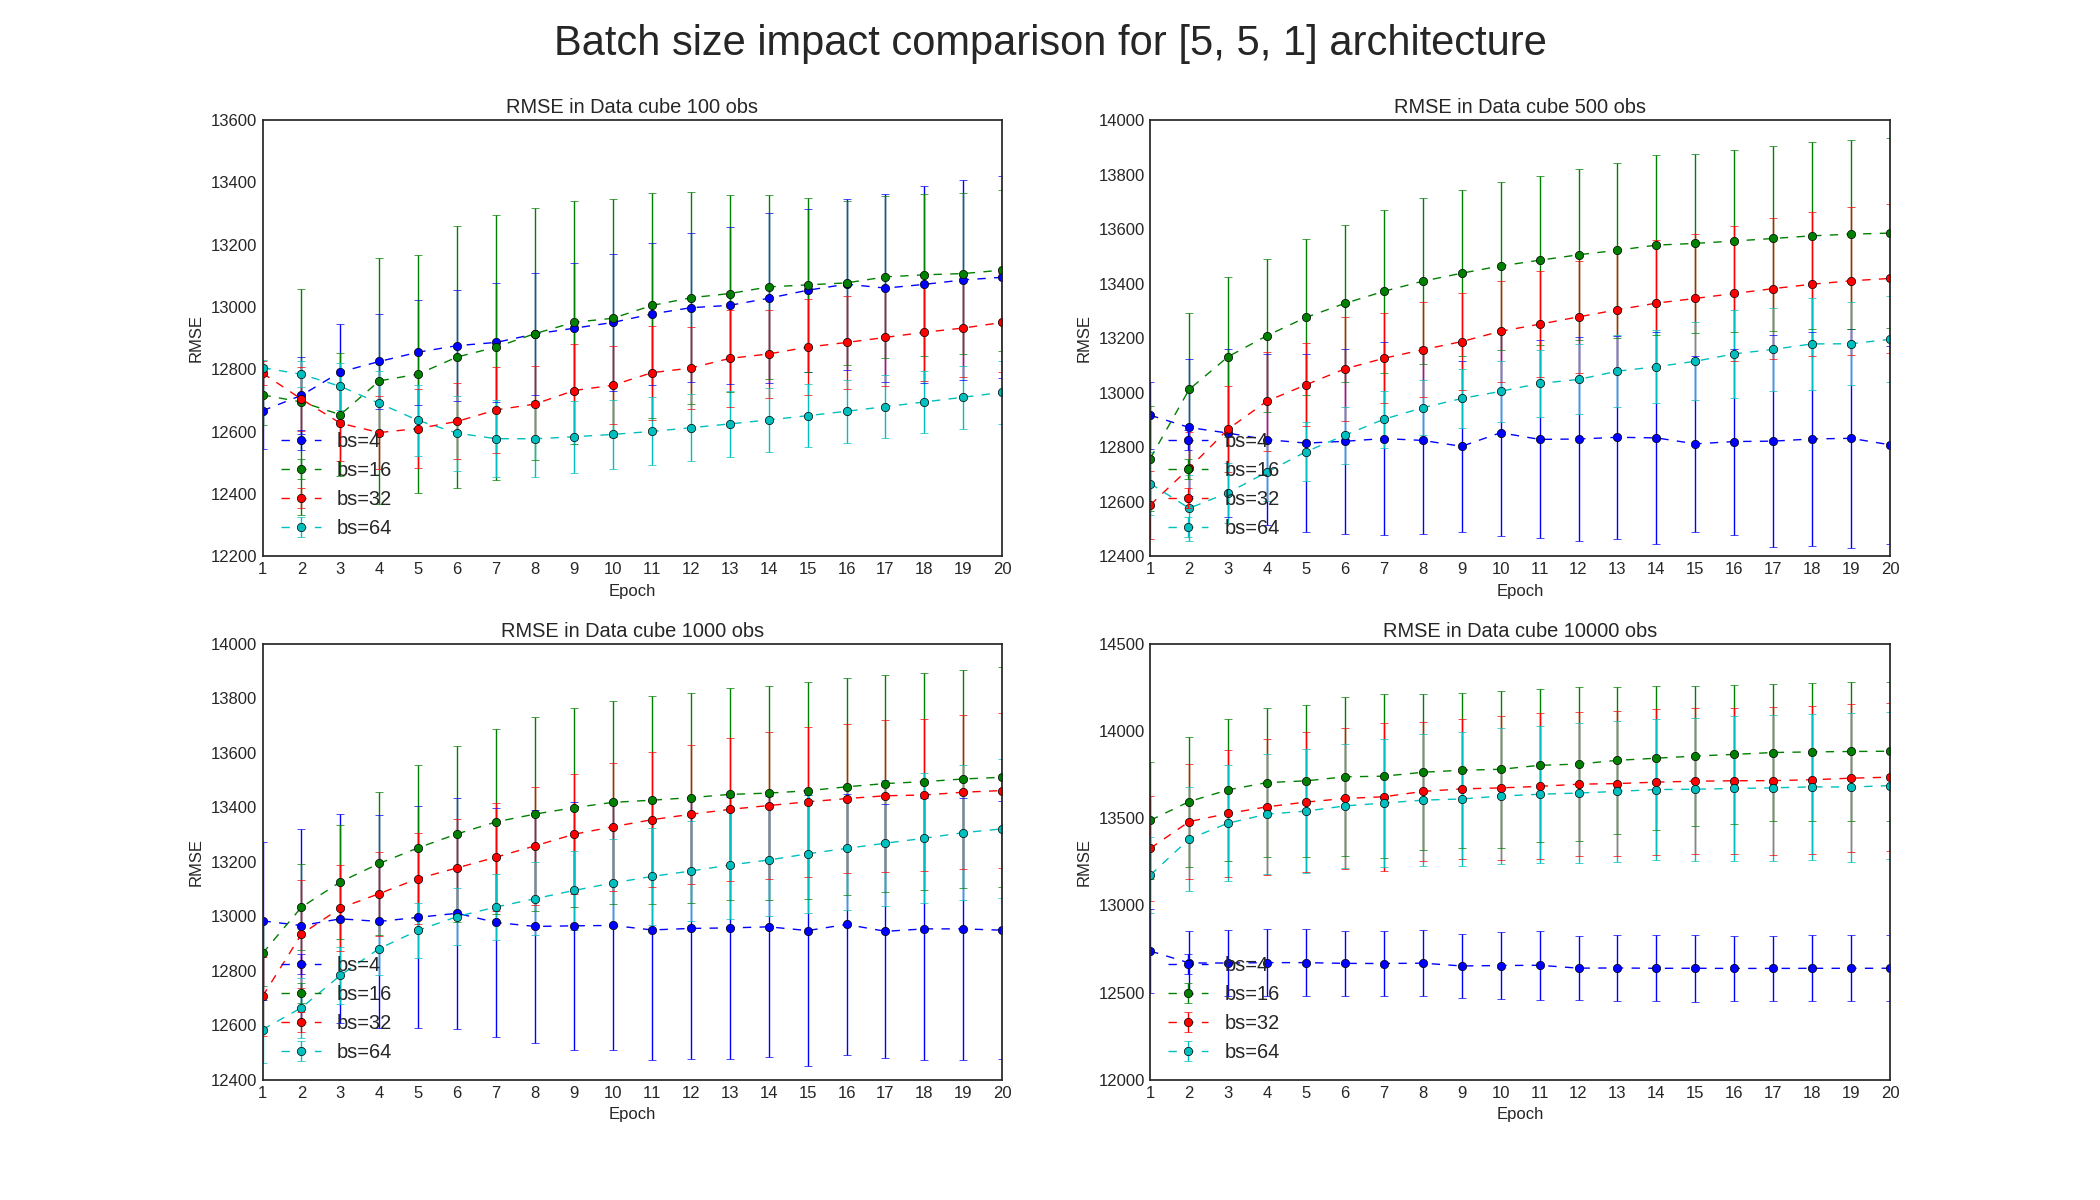 Batch size impact comparison for [5, 5, 1] architecture
RMSE in Data cube 100 obs
13600
13400
13200
13000
12800
12600
12400
12200
RMSE
bs=4
bs=16
bs=32
bs=64
1 2 3 4 5 6 7 8 9 10 11 12 13 14 15 16 17 18 19 20
Epoch
RMSE in Data cube 500 obs
14000
13800
13600
13400
13200
13000
12800
12600
12400
RMSE
bs=4
bs=16
bs=32
bs=64
1 2 3 4 5 6 7 8 9 10 11 12 13 14 15 16 17 18 19 20
Epoch
RMSE in Data cube 1000 obs
14000
13800
13600
13400
13200
13000
12800
12600
12400
RMSE
bs=4
bs=16
bs=32
bs=64
1 2 3 4 5 6 7 8 9 10 11 12 13 14 15 16 17 18 19 20
Epoch
RMSE in Data cube 10000 obs
14500
14000
13500
13000
12500
12000
RMSE
bs=4
bs=16
bs=32
bs=64
1 2 3 4 5 6 7 8 9 10 11 12 13 14 15 16 17 18 19 20
Epoch